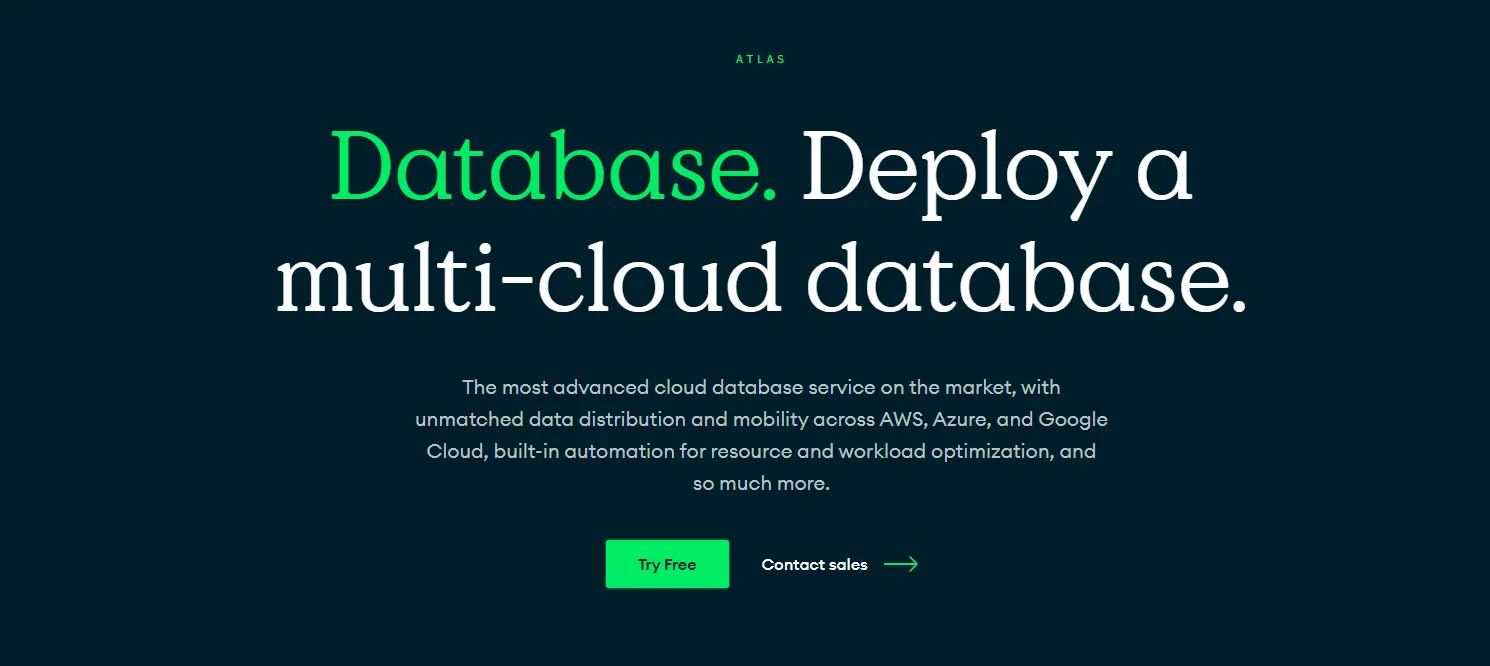 ATLAS
Database. Deploy a
multi-cloud database.
The most advanced cloud database service on the market, with
unmatched data distribution and mobility across AWS, Azure, and Google
Cloud, built-in automation for resource and workload optimization, and
so much more.
Try Free
Contact sales